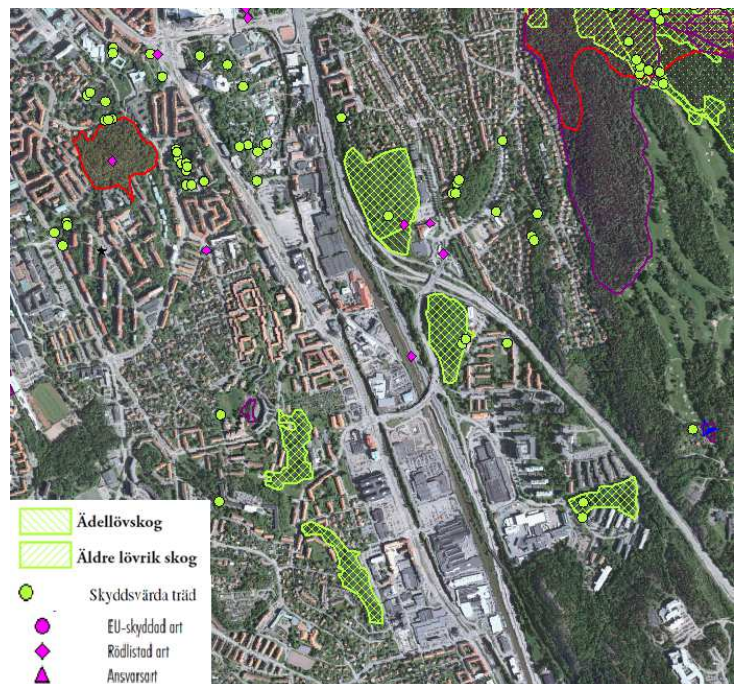 Ädellövskog
Äldre lövrik skog
Skyddsvärda träd
EU-skyddad art
Rödlistad art
Ansvarsart